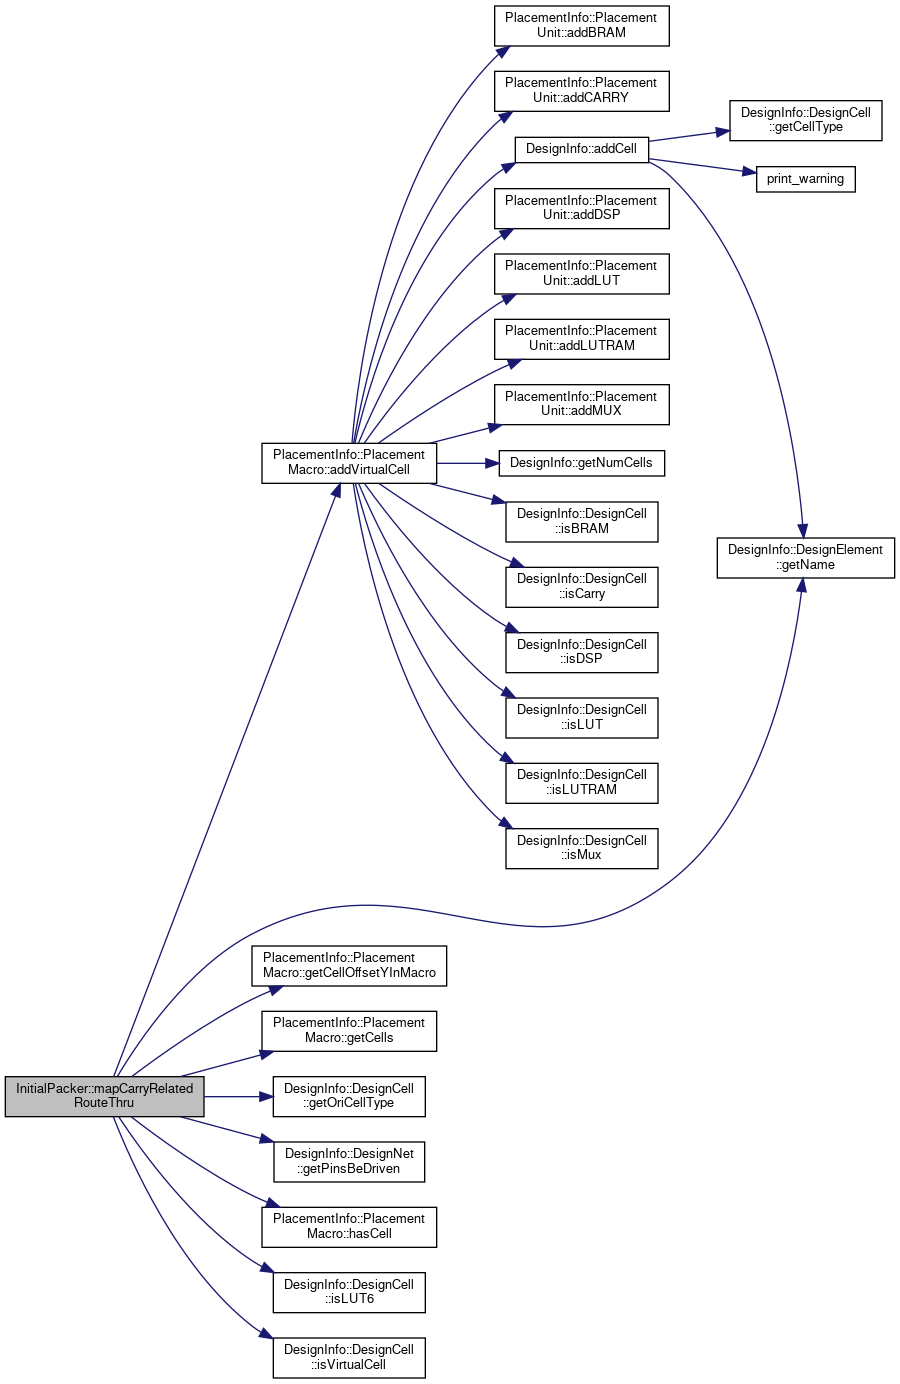 PlacementInfo::Placement
Unit::addBRAM
PlacementInfo::Placement
Unit::addCARRY
DesignInfo::DesignCell
::getCellType
DesignInfo::addCell
print_warning
PlacementInfo::Placement
Unit::addDSP
PlacementInfo::Placement
Unit::addLUT
PlacementInfo::Placement
Unit::addLUTRAM
PlacementInfo::Placement
Unit::addMUX
PlacementInfo::Placement
Macro::addVirtualCell
DesignInfo::getNumCells
DesignInfo::DesignCell
::isBRAM
DesignInfo::DesignElement
::getName
DesignInfo::DesignCell
::isCarry
DesignInfo::DesignCell
::isDSP
DesignInfo::DesignCell
::isLUT
DesignInfo::DesignCell
::isLUTRAM
DesignInfo::DesignCell
::isMux
PlacementInfo::Placement
Macro::getCellOffsetYInMacro
PlacementInfo::Placement
Macro::getCells
InitialPacker::mapCarryRelated
RouteThru
DesignInfo::DesignCell
::getOriCellType
DesignInfo::DesignNet
::getPinsBeDriven
PlacementInfo::Placement
Macro::hasCell
DesignInfo::DesignCell
::isLUT6
DesignInfo::DesignCell
::isVirtualCell